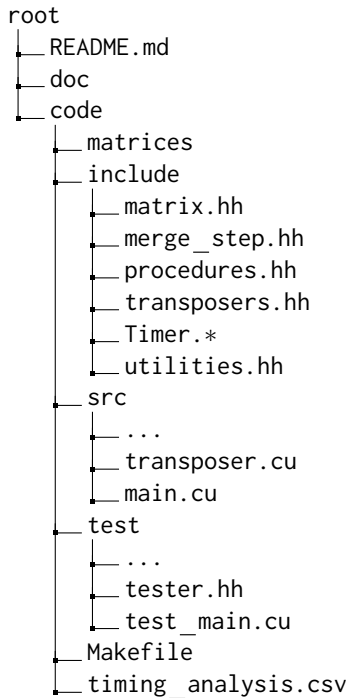 root
README.md
doc
code
matrices
include
matrix.hh
merge_step.hh
procedures.hh
transposers.hh
Timer.*
utilities.hh
src
...
transposer.cu
main.cu
test
...
tester.hh
test_main.cu
Makefile
timing_analysis.csv